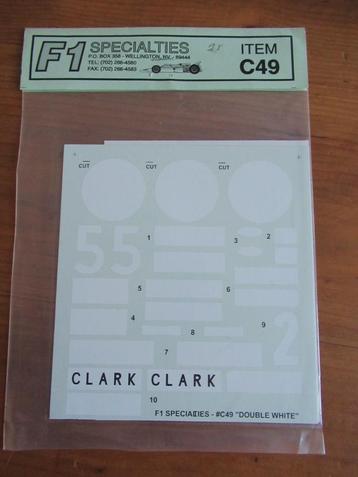 F1 SPECIALTIES
P.O. BOX 358 - WELLINGTON, NV. - 89444
TEL: (702) 266-4580
FAX: (702) 266-4583
ITEM
C49
CUT CUT CUT
55
1
2
3
5
6
4
8
9
7
2
CLARK CLARK
10
F1 SPECIALTIES - #C49 "DOUBLE WHITE"